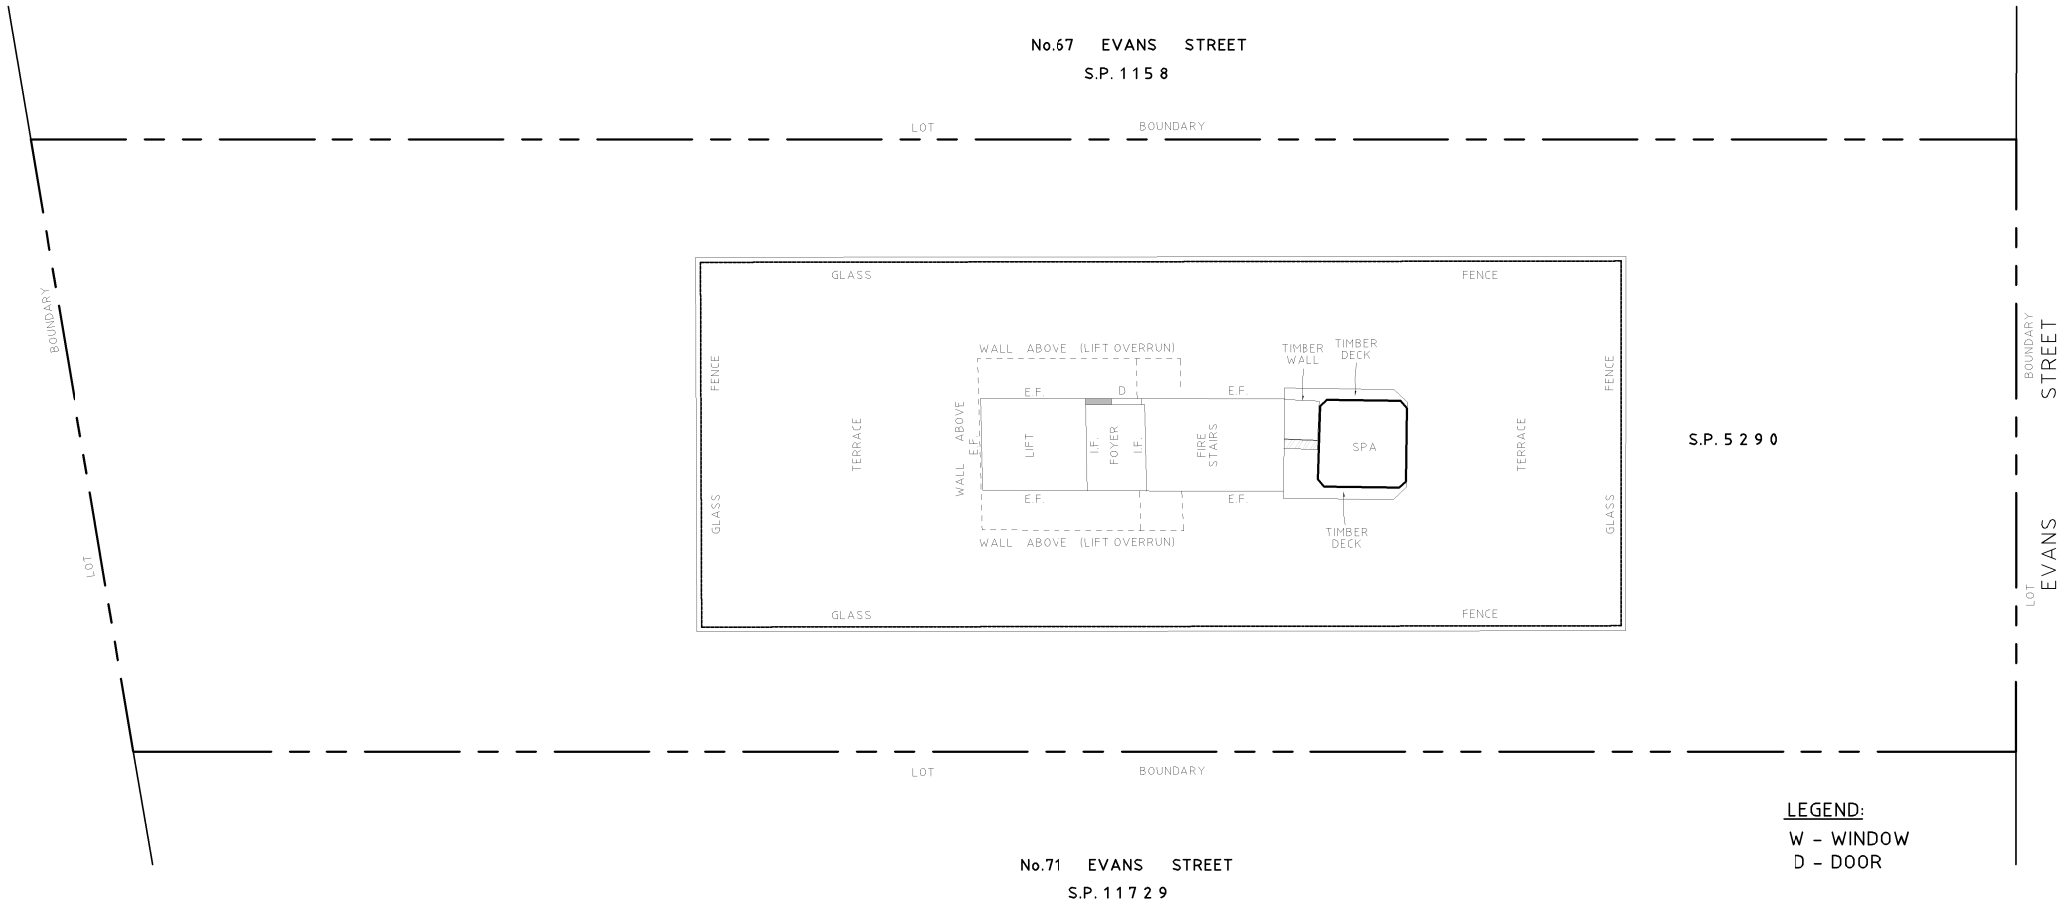 No.67 EVANS STREET
S.P. 1158
LOT BOUNDARY
GLASS FENCE
BOUNDARY
LOT
FENCE
GLASS
TERRACE
WALL ABOVE (LIFT OVERRUN)
WALL ABOVE
E.F.
E.F.
D
E.F.
LIFT
I.F.
FOYER
I.F.
FIRE
STAIRS
E.F.
E.F.
WALL ABOVE (LIFT OVERRUN)
TIMBER
WALL
TIMBER
DECK
SPA
TIMBER
DECK
TERRACE
FENCE
GLASS
GLASS FENCE
S.P. 5290
BOUNDARY
LOT
EVANS STREET
LOT BOUNDARY
LEGEND:
W - WINDOW
D - DOOR
No.71 EVANS STREET
S.P. 11729